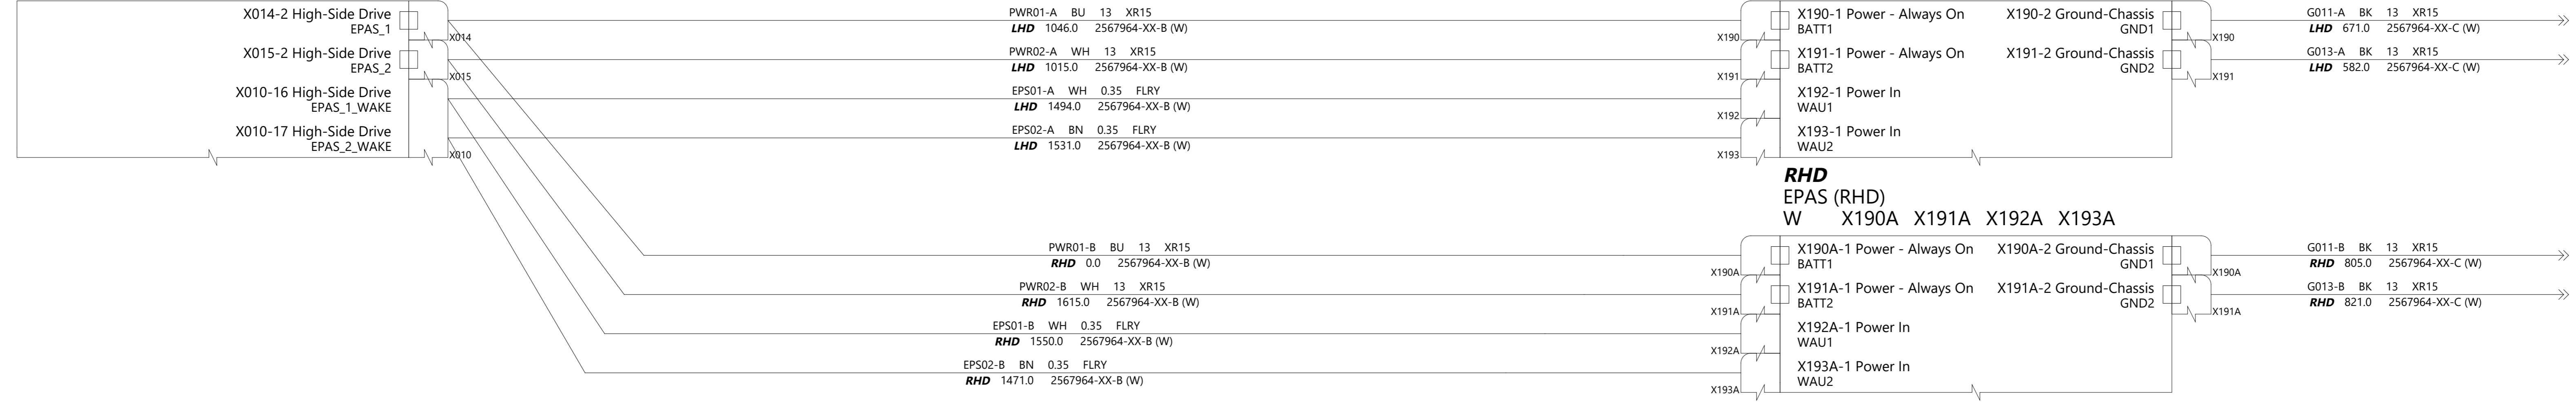 X014-2 High-Side Drive
EPAS_1
X014
X015-2 High-Side Drive
EPAS_2
X015
X010-16 High-Side Drive
EPAS_1_WAKE
X010-17 High-Side Drive
EPAS_2_WAKE
X010
PWR01-A BU 13 XR15
LHD 1046.0 2567964-XX-B (W)
PWR02-A WH 13 XR15
LHD 1015.0 2567964-XX-B (W)
EPS01-A WH 0.35 FLRY
LHD 1494.0 2567964-XX-B (W)
EPS02-A BN 0.35 FLRY
LHD 1531.0 2567964-XX-B (W)
X190
X191
X192
X193
X190-1 Power - Always On
BATT1
X191-1 Power - Always On
BATT2
X192-1 Power In
WAU1
X193-1 Power In
WAU2
X190-2 Ground-Chassis
GND1
X191-2 Ground-Chassis
GND2
X190
X191
G011-A BK 13 XR15
LHD 671.0 2567964-XX-C (W)
G013-A BK 13 XR15
LHD 582.0 2567964-XX-C (W)
RHD
EPAS (RHD)
W X190A X191A X192A X193A
PWR01-B BU 13 XR15
RHD 0.0 2567964-XX-B (W)
PWR02-B WH 13 XR15
RHD 1615.0 2567964-XX-B (W)
EPS01-B WH 0.35 FLRY
RHD 1550.0 2567964-XX-B (W)
EPS02-B BN 0.35 FLRY
RHD 1471.0 2567964-XX-B (W)
X190A
X191A
X192A
X193A
X190A-1 Power - Always On
BATT1
X191A-1 Power - Always On
BATT2
X192A-1 Power In
WAU1
X193A-1 Power In
WAU2
X190A-2 Ground-Chassis
GND1
X191A-2 Ground-Chassis
GND2
X190A
X191A
G011-B BK 13 XR15
RHD 805.0 2567964-XX-C (W)
G013-B BK 13 XR15
RHD 821.0 2567964-XX-C (W)